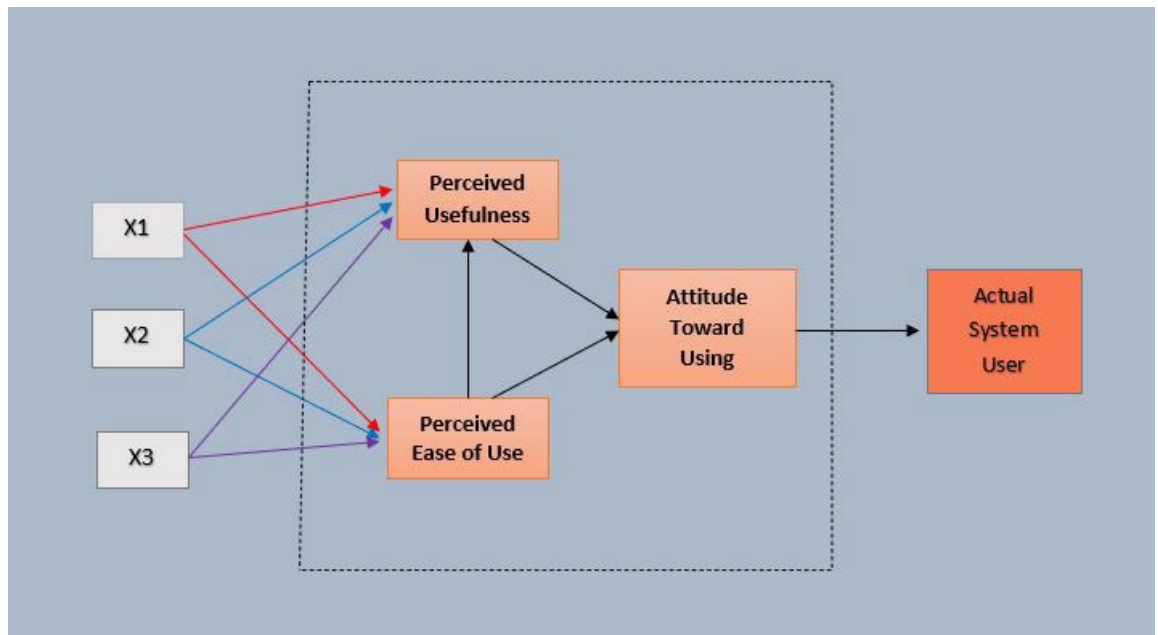 X1
X2
X3
Perceived
Usefulness
Perceived
Ease of Use
Attitude
Toward
Using
Actual
System
User